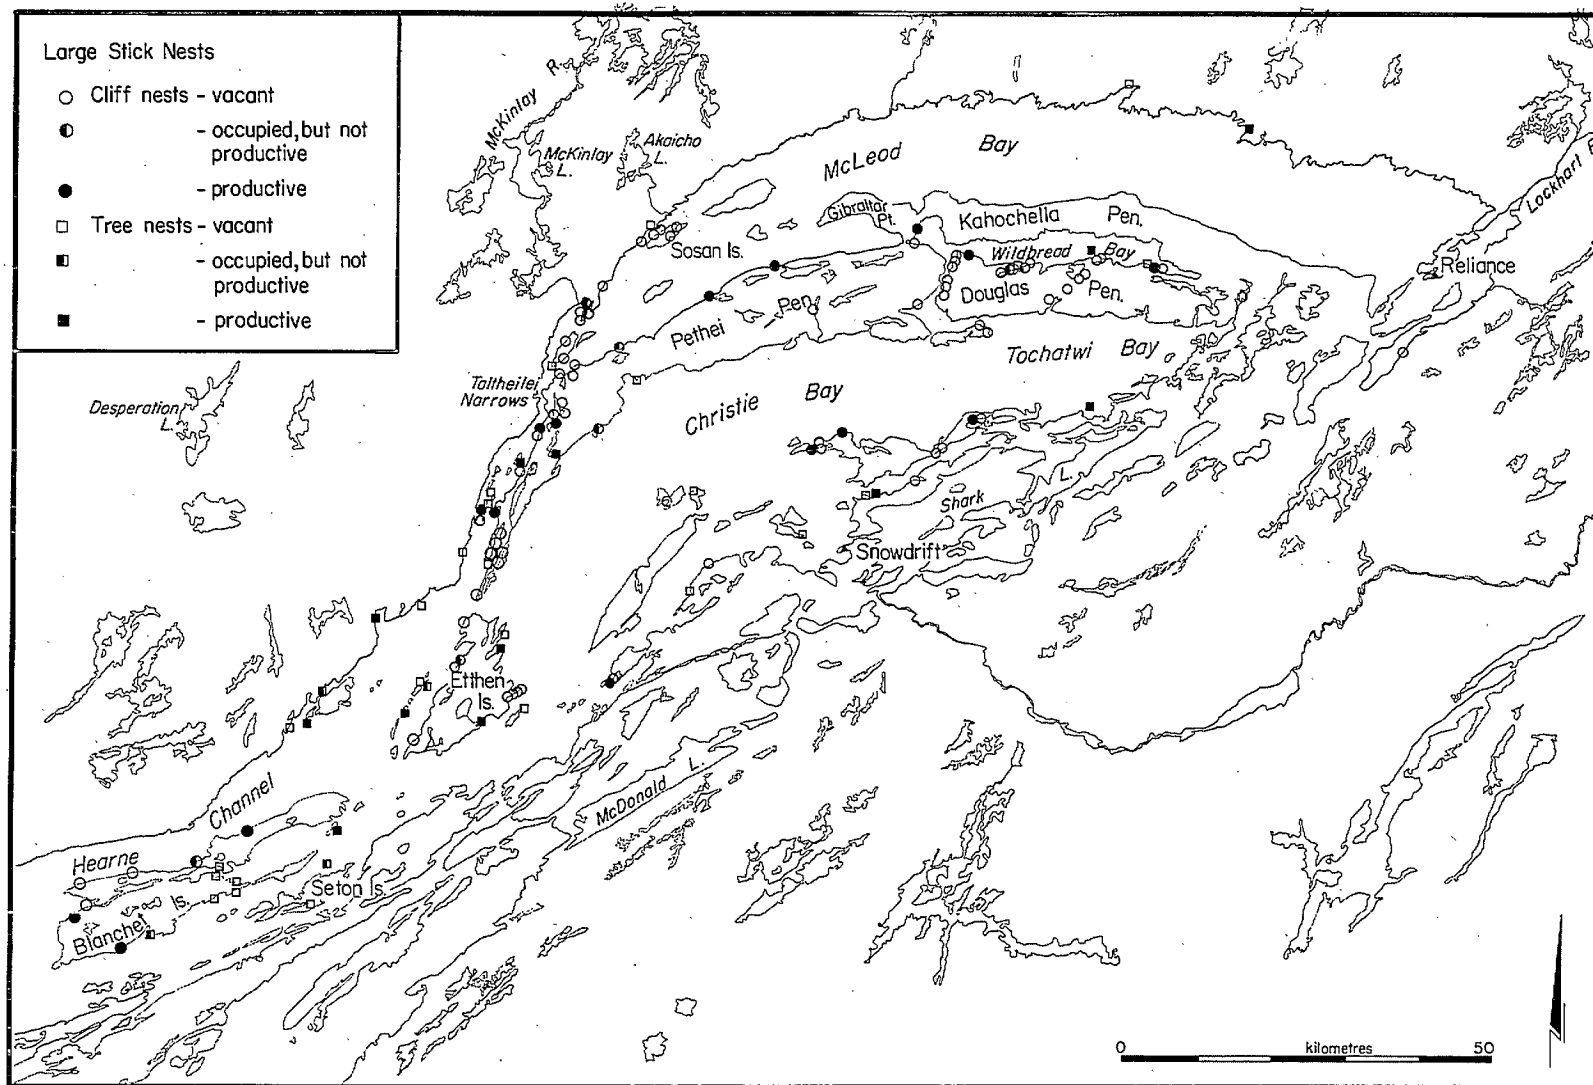 Large Stick Nests
Cliff nests - vacant
- occupied, but not
productive
- productive
Tree nests - vacant
- occupied, but not
productive
- productive
McKinlay R.
McKinlay
L.
Akaicho
L.
McLeod Bay
Lockhart
Gibraltar
Pt.
Kahochella Pen.
Sosan Is.
Wildbread Bay
Reliance
Douglas Pen.
Pethei Pen.
Tochatwi Bay
Taltheilei
Narrows
Desperation
L.
Christie Bay
Shark L.
Snowdrift
Etthen
Is.
McDonald L.
Hearne Channel
Seton Is.
Blanchet Is.
0 kilometres 50